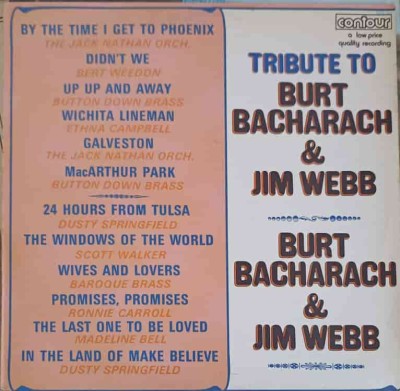 BY THE TIME I GET TO PHOENIX
THE JACK NATHAN ORCH.
DIDN'T WE
BERT WEEDON
UP UP AND AWAY
BUTTON DOWN BRASS
WICHITA LINEMAN
ETHNA CAMPBELL
GALVESTON
THE JACK NATHAN ORCH.
MacARTHUR PARK
BUTTON DOWN BRASS
24 HOURS FROM TULSA
DUSTY SPRINGFIELD
THE WINDOWS OF THE WORLD
SCOTT WALKER
WIVES AND LOVERS
BAROQUE BRASS
PROMISES, PROMISES
RONNIE CARROLL
THE LAST ONE TO BE LOVED
MADELINE BELL
IN THE LAND OF MAKE BELIEVE
DUSTY SPRINGFIELD
contour
a low price
quality recording
TRIBUTE TO
BURT
BACHARACH
&
JIM WEBB
BURT
BACHARACH
&
JIM WEBB